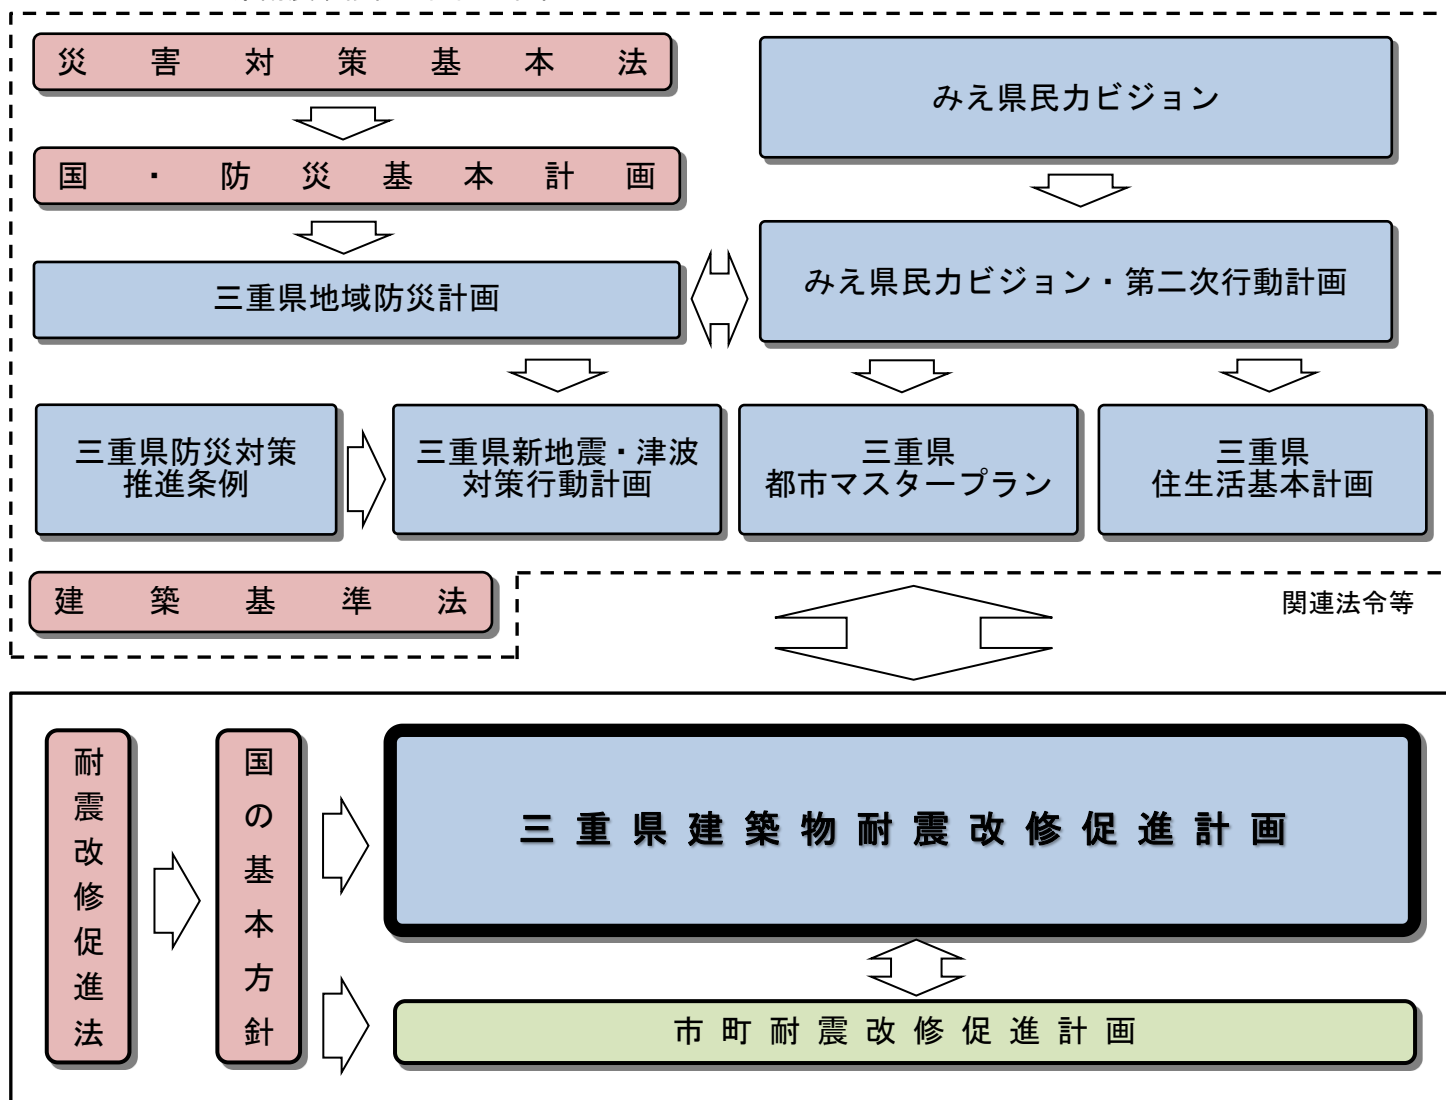 災害対策基本法
みえ県民力ビジョン
国・防災基本計画
三重県地域防災計画
みえ県民力ビジョン・第二次行動計画
三重県防災対策
推進条例
三重県新地震・津波
対策行動計画
三重県
都市マスタープラン
三重県
住生活基本計画
建築基準法
関連法令等
耐震改修促進法
国の基本方針
三重県建築物耐震改修促進計画
市町耐震改修促進計画